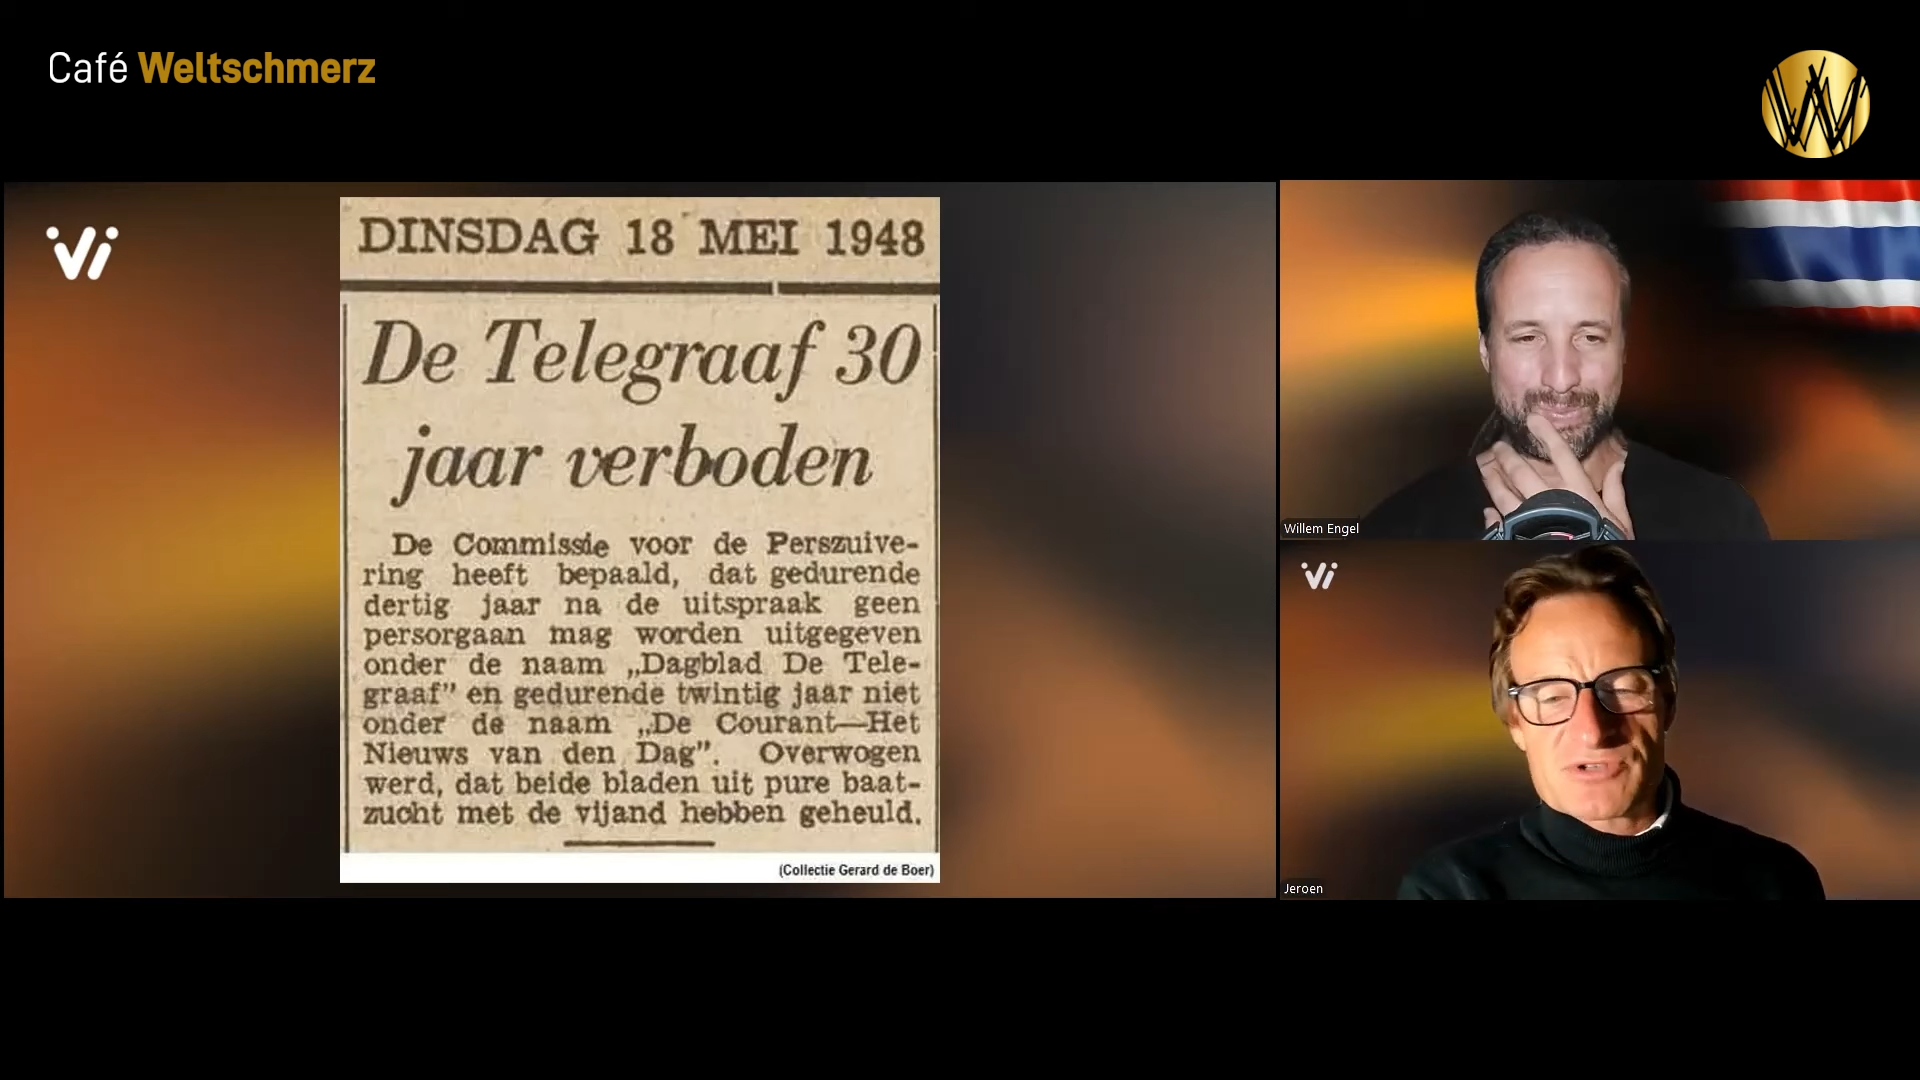 Café Weltschmerz
DINSDAG 18 MEI 1948
De Telegraaf 30
jaar verboden
De Commissie voor de Perszuive-
ring heeft bepaald, dat gedurende
dertig jaar na de uitspraak geen
persorgaan mag worden uitgegeven
onder de naam „Dagblad De Tele-
graaf” en gedurende twintig jaar niet
onder de naam „De Courant—Het
Nieuws van den Dag”. Overwogen
werd, dat beide bladen uit pure baat-
zucht met de vijand hebben geheuld.
(Collectie Gerard de Boer)
Willem Engel
Jeroen